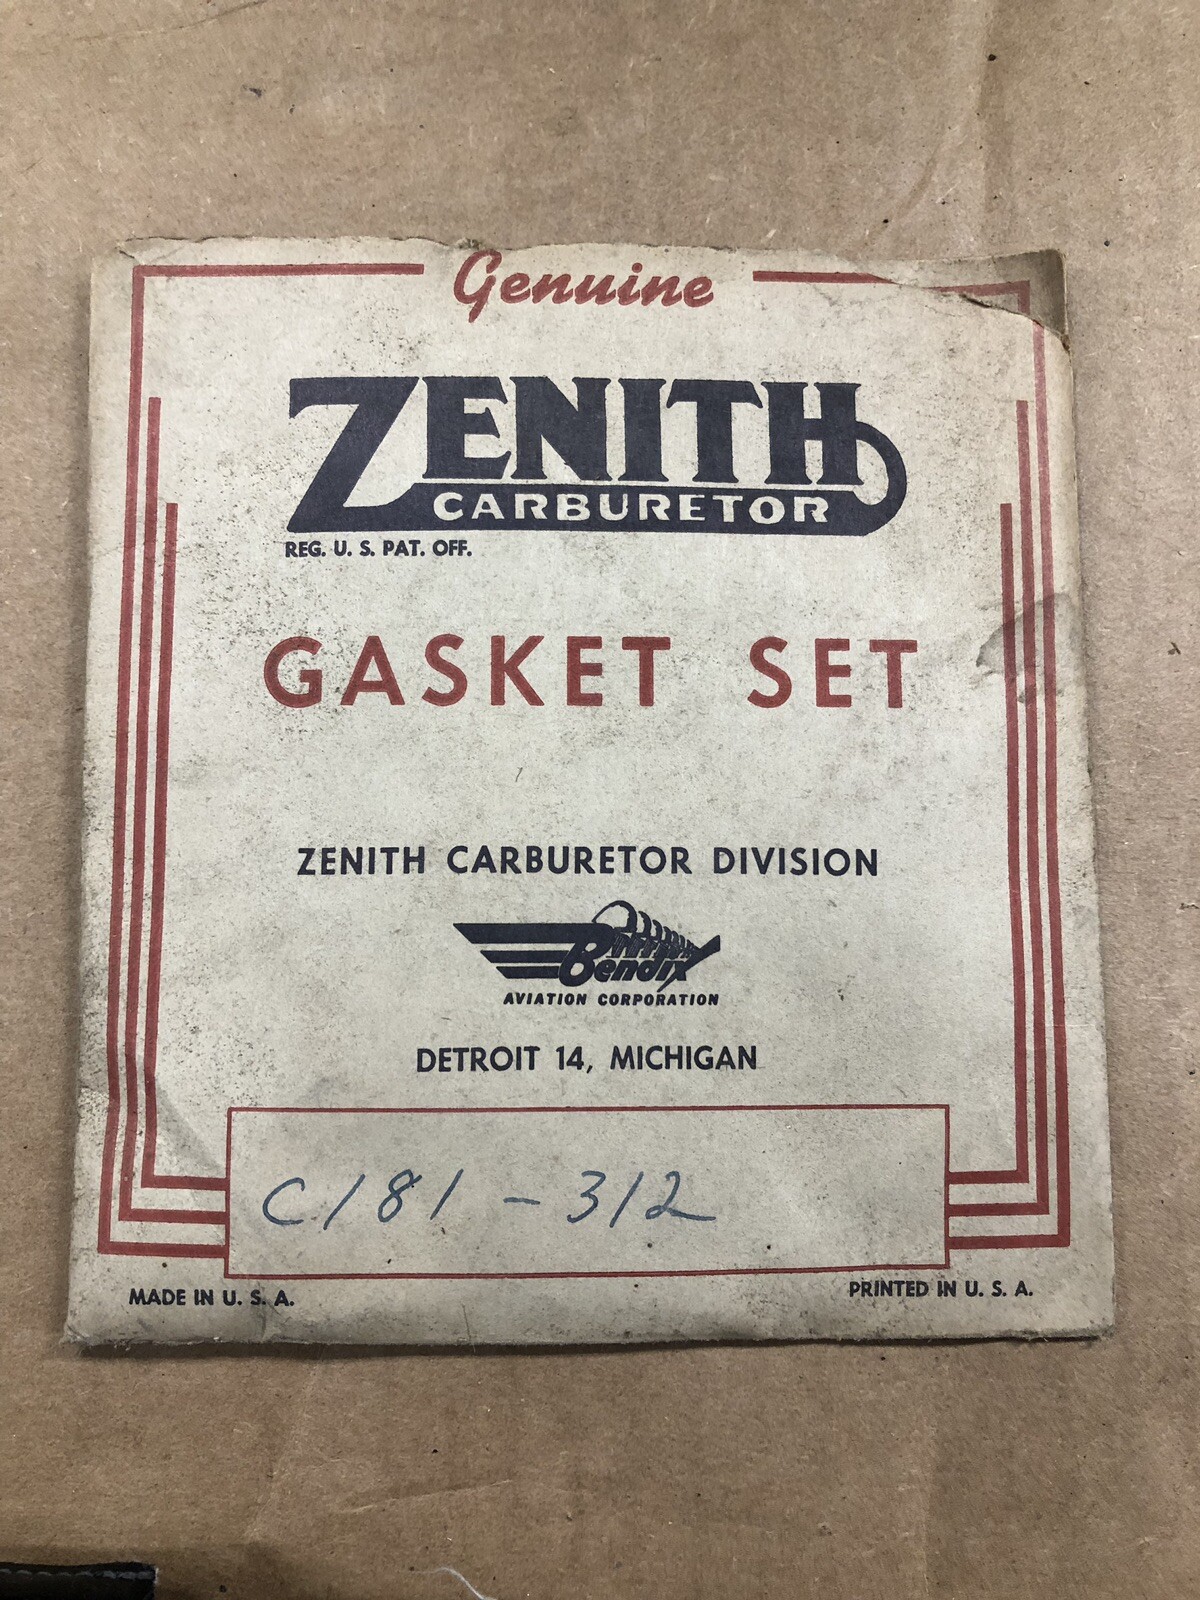 Genuine
ZENITH
CARBURETOR
REG. U. S. PAT. OFF.
GASKET SET
ZENITH CARBURETOR DIVISION
Bendix
AVIATION CORPORATION
DETROIT 14, MICHIGAN
C181-312
MADE IN U. S. A.
PRINTED IN U. S. A.